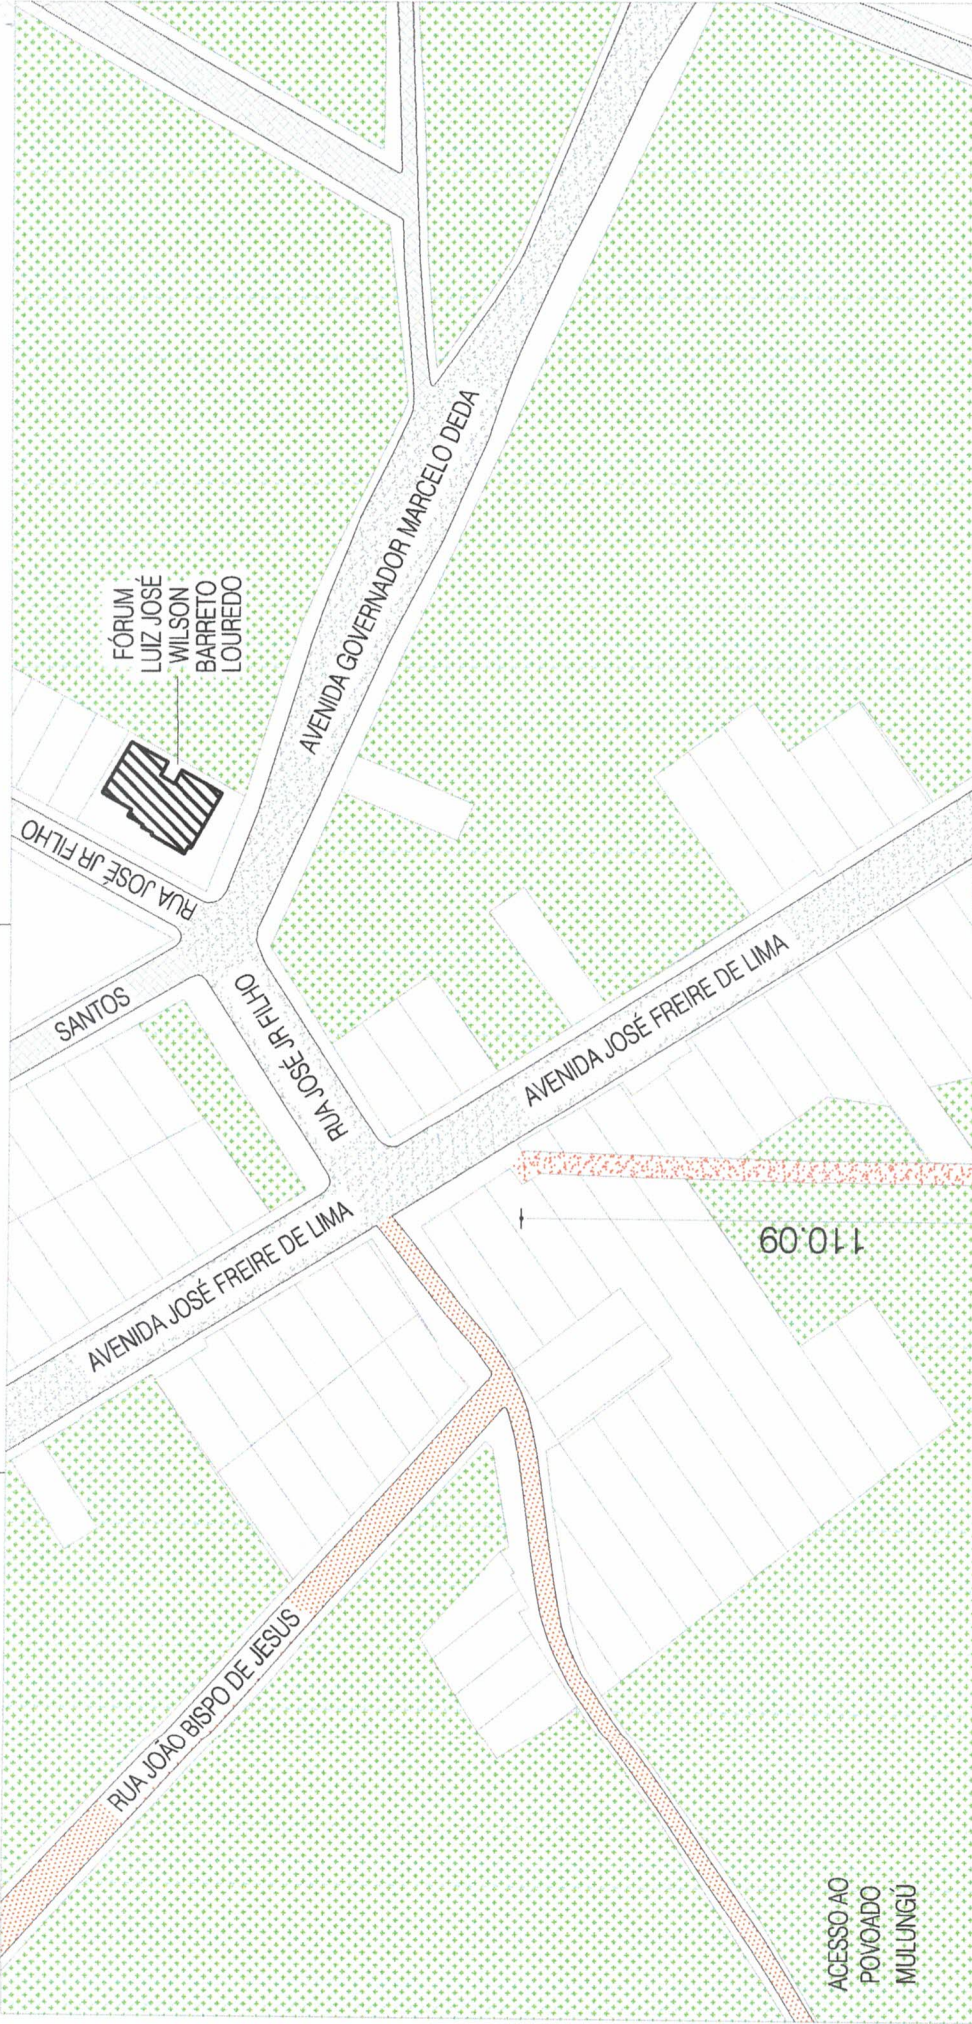 FÓRUM
LUIZ JOSÉ
WILSON
BARRETO
LOUREDO
RUA JOSÉ JR FILHO
SANTOS
AVENIDA GOVERNADOR MARCELO DEDA
RUA JOSÉ JR FILHO
AVENIDA JOSÉ FREIRE DE LIMA
AVENIDA JOSÉ FREIRE DE LIMA
110.09
RUA JOÃO BISPO DE JESUS
ACESSO AO
POVOADO
MULUNGÚ